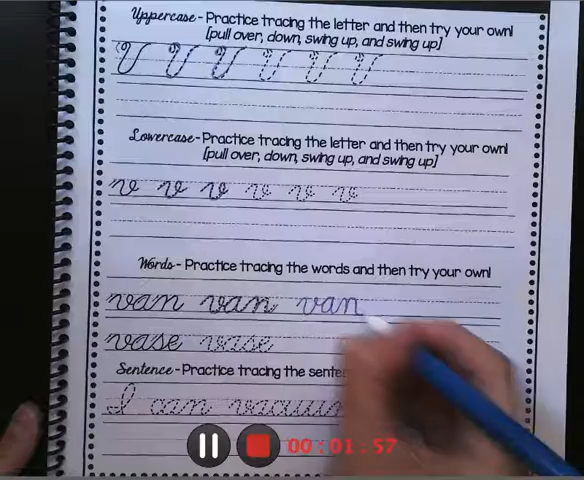 Uppercase - Practice tracing the letter and then try your own!
[pull over, down, swing up, and swing up]
V V V V V V
Lowercase - Practice tracing the letter and then try your own!
[pull over, down, swing up, and swing up]
v v v v v v
Words - Practice tracing the words and then try your own!
van van van
vase vase
Sentence - Practice tracing the
I can
00:01:57